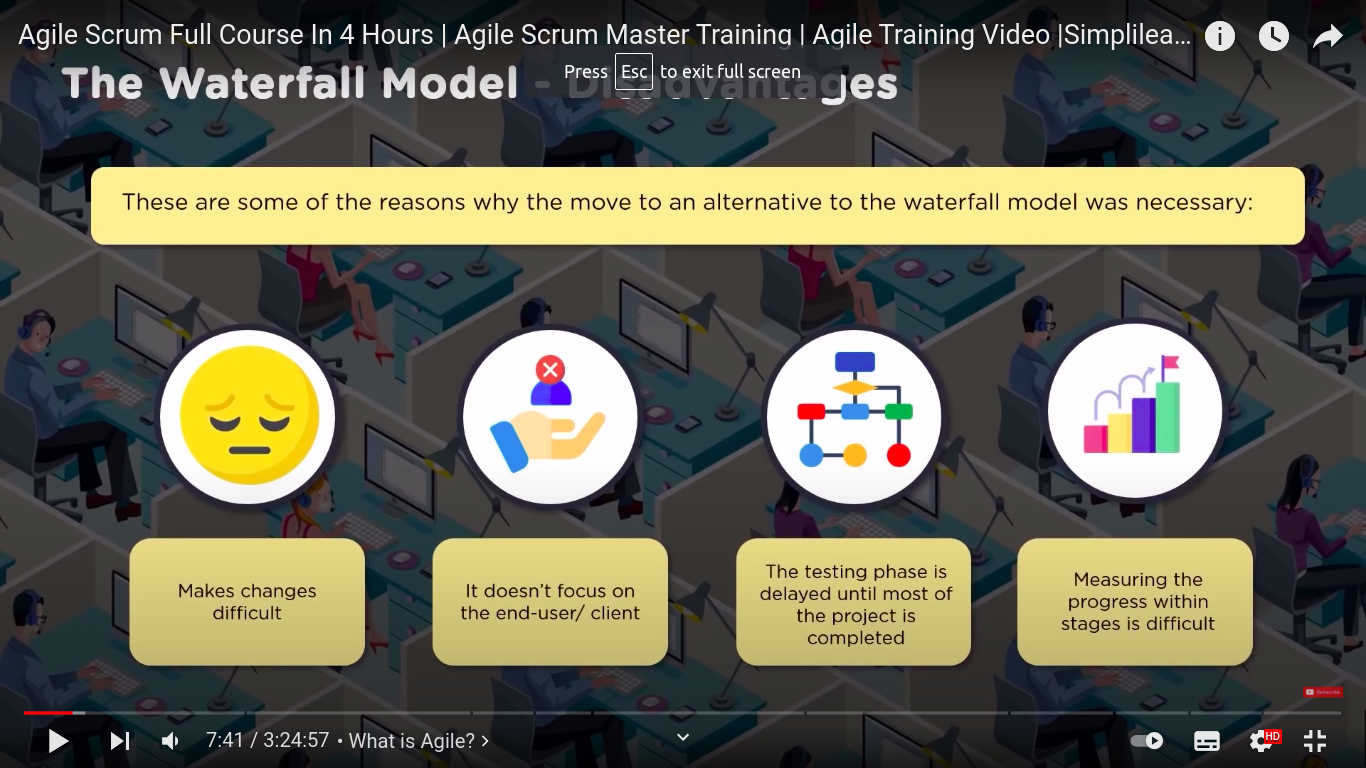 Agile Scrum Full Course In 4 Hours | Agile Scrum Master Training | Agile Training Video |Simplilea...
Press Esc to exit full screen
The Waterfall Model - Disadvantages
These are some of the reasons why the move to an alternative to the waterfall model was necessary:
Makes changes
difficult
It doesn't focus on
the end-user/ client
The testing phase is
delayed until most of
the project is
completed
Measuring the
progress within
stages is difficult
Subscribe
7:41 / 3:24:57 • What is Agile? >
HD